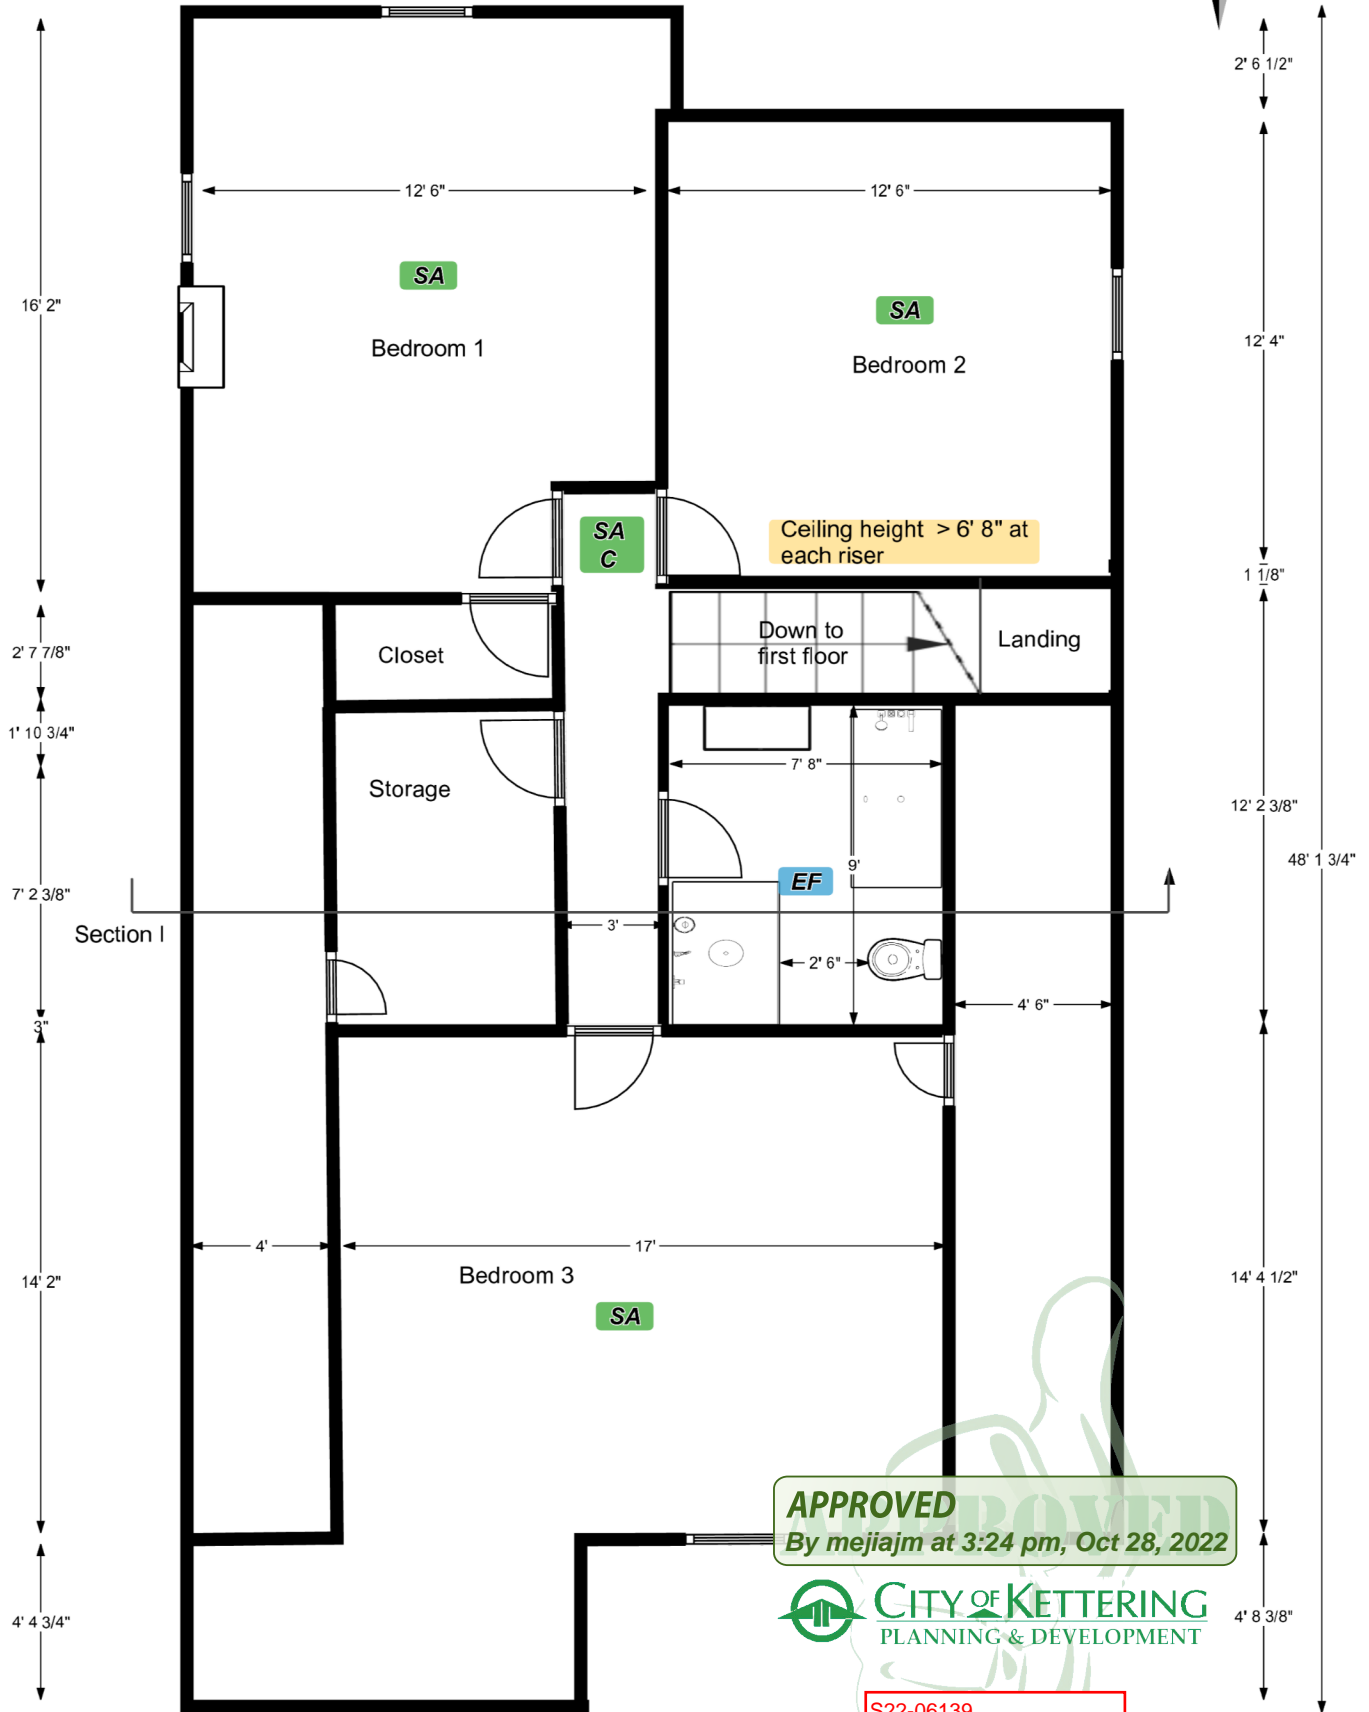 2' 6 1/2"
12' 6"
12' 6"
SA
SA
16' 2"
Bedroom 1
Bedroom 2
12' 4"
SA
C
Ceiling height > 6' 8" at
each riser
1 1/8"
2' 7 7/8"
Closet
Down to
first floor
Landing
1' 10 3/4"
7' 8"
Storage
12' 2 3/8"
48' 1 3/4"
9'
EF
7' 2 3/8"
3'
Section I
2' 6"
4' 6"
3"
4'
17'
Bedroom 3
14' 2"
14' 4 1/2"
SA
APPROVED
APPROVED
By mejiajm at 3:24 pm, Oct 28, 2022
CITY OF KETTERING
PLANNING & DEVELOPMENT
4' 4 3/4"
4' 8 3/8"
S22-06139